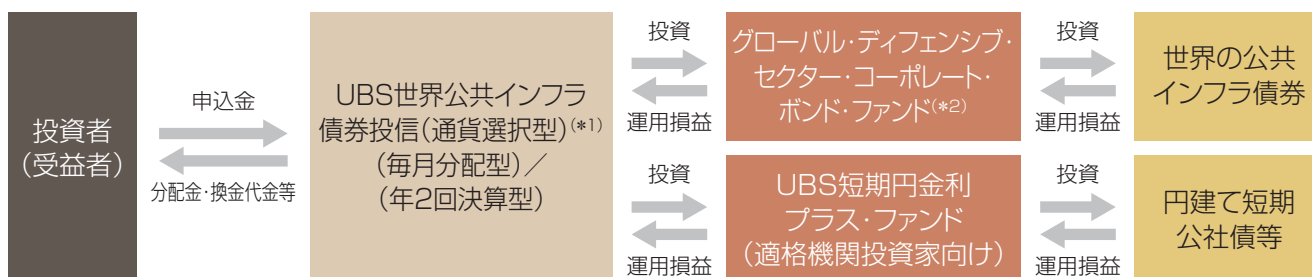 投資者
(受益者)
申込金
分配金・換金代金等
UBS世界公共インフラ
債券投信(通貨選択型)(*1)
(毎月分配型)／
(年2回決算型)
投資
運用損益
グローバル・ディフェンシブ・
セクター・コーポレート・
ボンド・ファンド(*2)
投資
運用損益
世界の公共
インフラ債券
投資
運用損益
UBS短期円金利
プラス・ファンド
(適格機関投資家向け)
投資
運用損益
円建て短期
公社債等